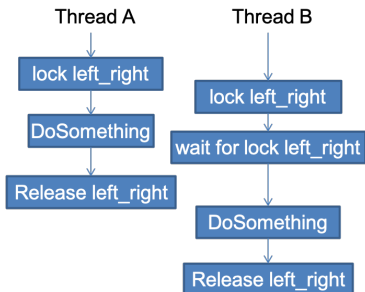 Thread A
Thread B
lock left_right
DoSomething
Release left_right
lock left_right
wait for lock left_right
DoSomething
Release left_right